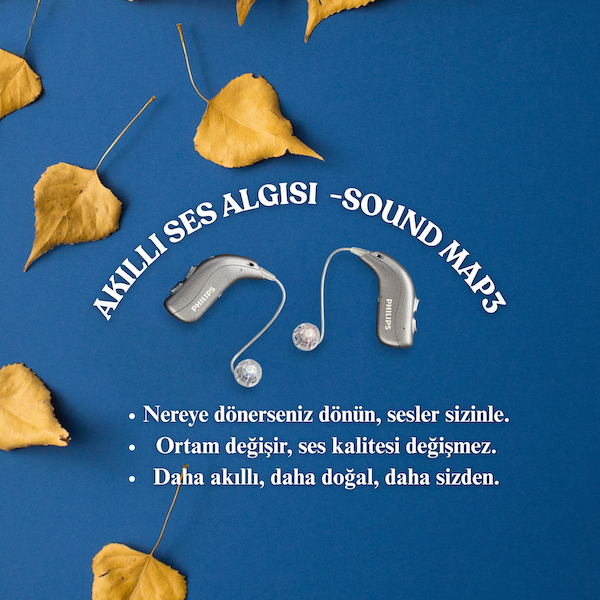 AKILLI SES ALGISI -SOUND MAP3
PHILIPS
PHILIPS
• Nereye dönerseniz dönün, sesler sizinle.
• Ortam değişir, ses kalitesi değişmez.
• Daha akıllı, daha doğal, daha sizden.